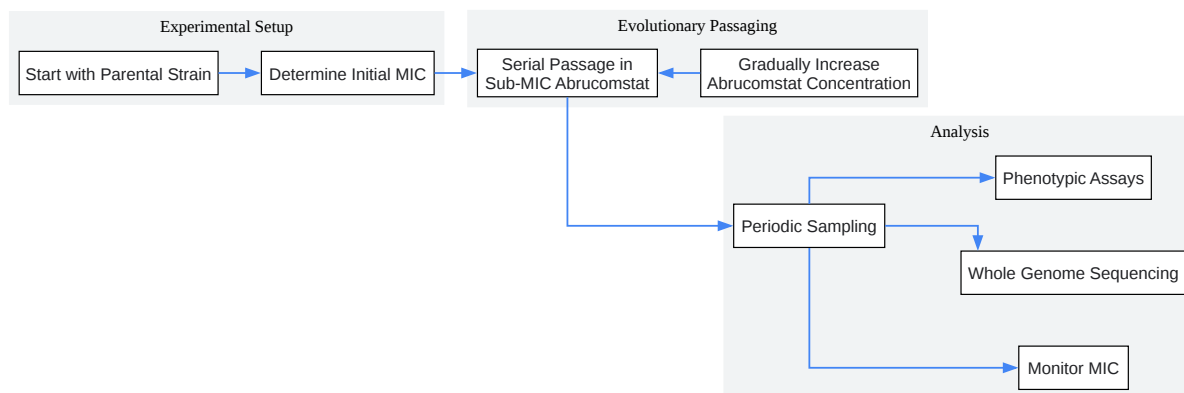 Experimental Setup
Start with Parental Strain
Determine Initial MIC
Evolutionary Passaging
Serial Passage in
Sub-MIC Abrucomstat
Gradually Increase
Abrucomstat Concentration
Analysis
Periodic Sampling
Phenotypic Assays
Whole Genome Sequencing
Monitor MIC